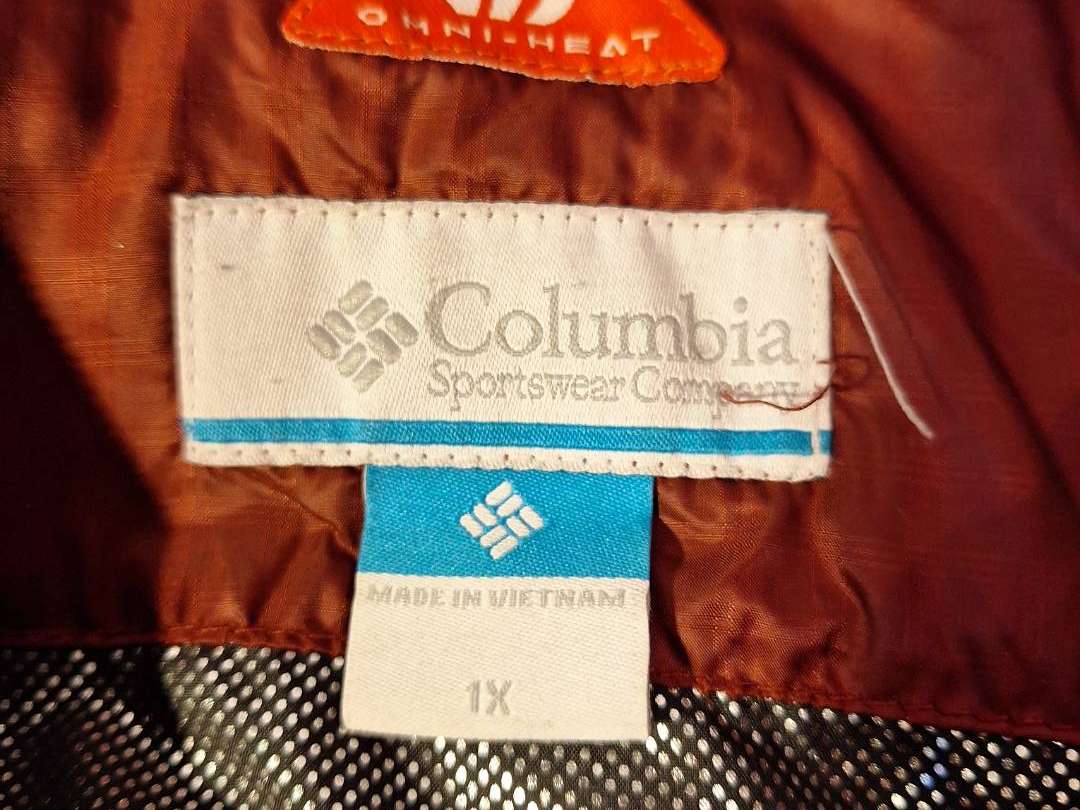 OMNI-HEAT
Columbia
Sportswear Company
MADE IN VIETNAM
1X